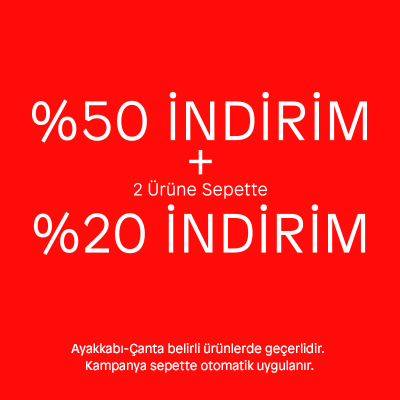 %50 İNDİRİM
+
2 Ürüne Sepette
%20 İNDİRİM
Ayakkabı-Çanta belirli ürünlerde geçerlidir.
Kampanya sepette otomatik uygulanır.